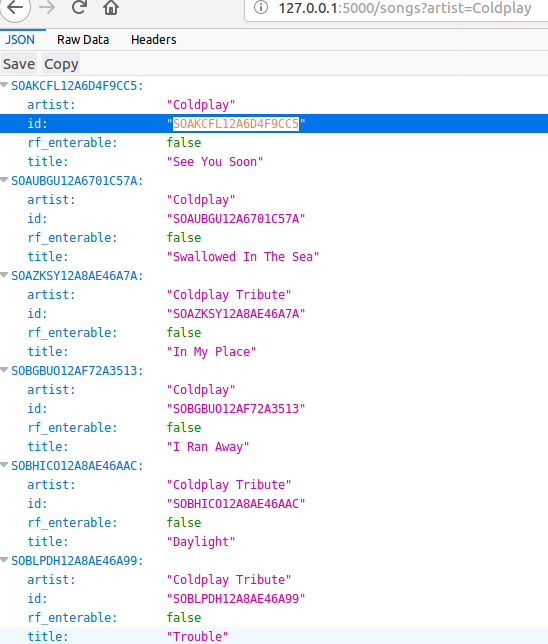 127.0.0.1:5000/songs?artist=Coldplay
JSON Raw Data Headers
Save Copy
SOAKCFL12A6D4F9CC5:
artist: "Coldplay"
id: "SOAKCFL12A6D4F9CC5"
rf_enterable: false
title: "See You Soon"
SOAUBGU12A6701C57A:
artist: "Coldplay"
id: "SOAUBGU12A6701C57A"
rf_enterable: false
title: "Swallowed In The Sea"
SOAZKSY12A8AE46A7A:
artist: "Coldplay Tribute"
id: "SOAZKSY12A8AE46A7A"
rf_enterable: false
title: "In My Place"
SOBGBUO12AF72A3513:
artist: "Coldplay"
id: "SOBGBUO12AF72A3513"
rf_enterable: false
title: "I Ran Away"
SOBHICO12A8AE46AAC:
artist: "Coldplay Tribute"
id: "SOBHICO12A8AE46AAC"
rf_enterable: false
title: "Daylight"
SOBLPDH12A8AE46A99:
artist: "Coldplay Tribute"
id: "SOBLPDH12A8AE46A99"
rf_enterable: false
title: "Trouble"